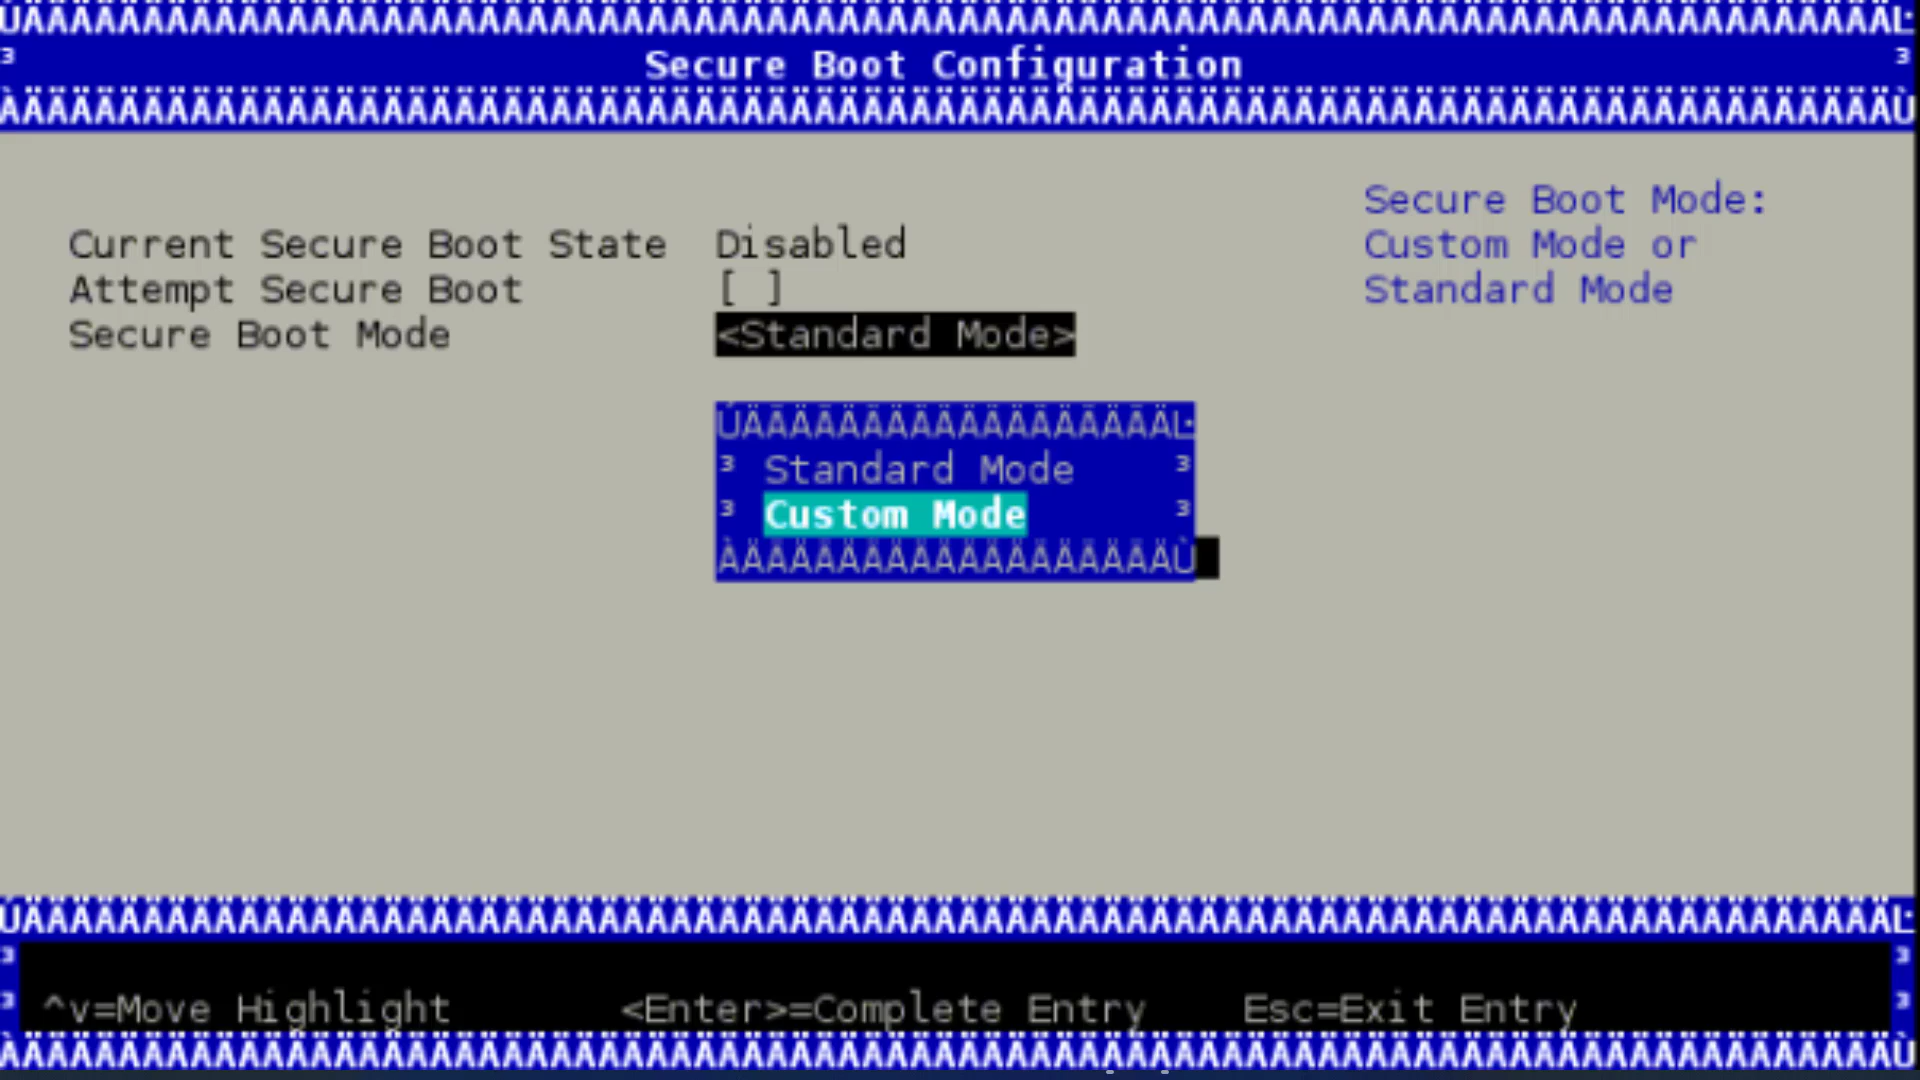 Secure Boot Configuration
Secure Boot Mode:
Current Secure Boot State Disabled
Custom Mode or
Attempt Secure Boot [ ]
Standard Mode
Secure Boot Mode <Standard Mode>
Standard Mode
Custom Mode
^v=Move Highlight <Enter>=Complete Entry Esc=Exit Entry